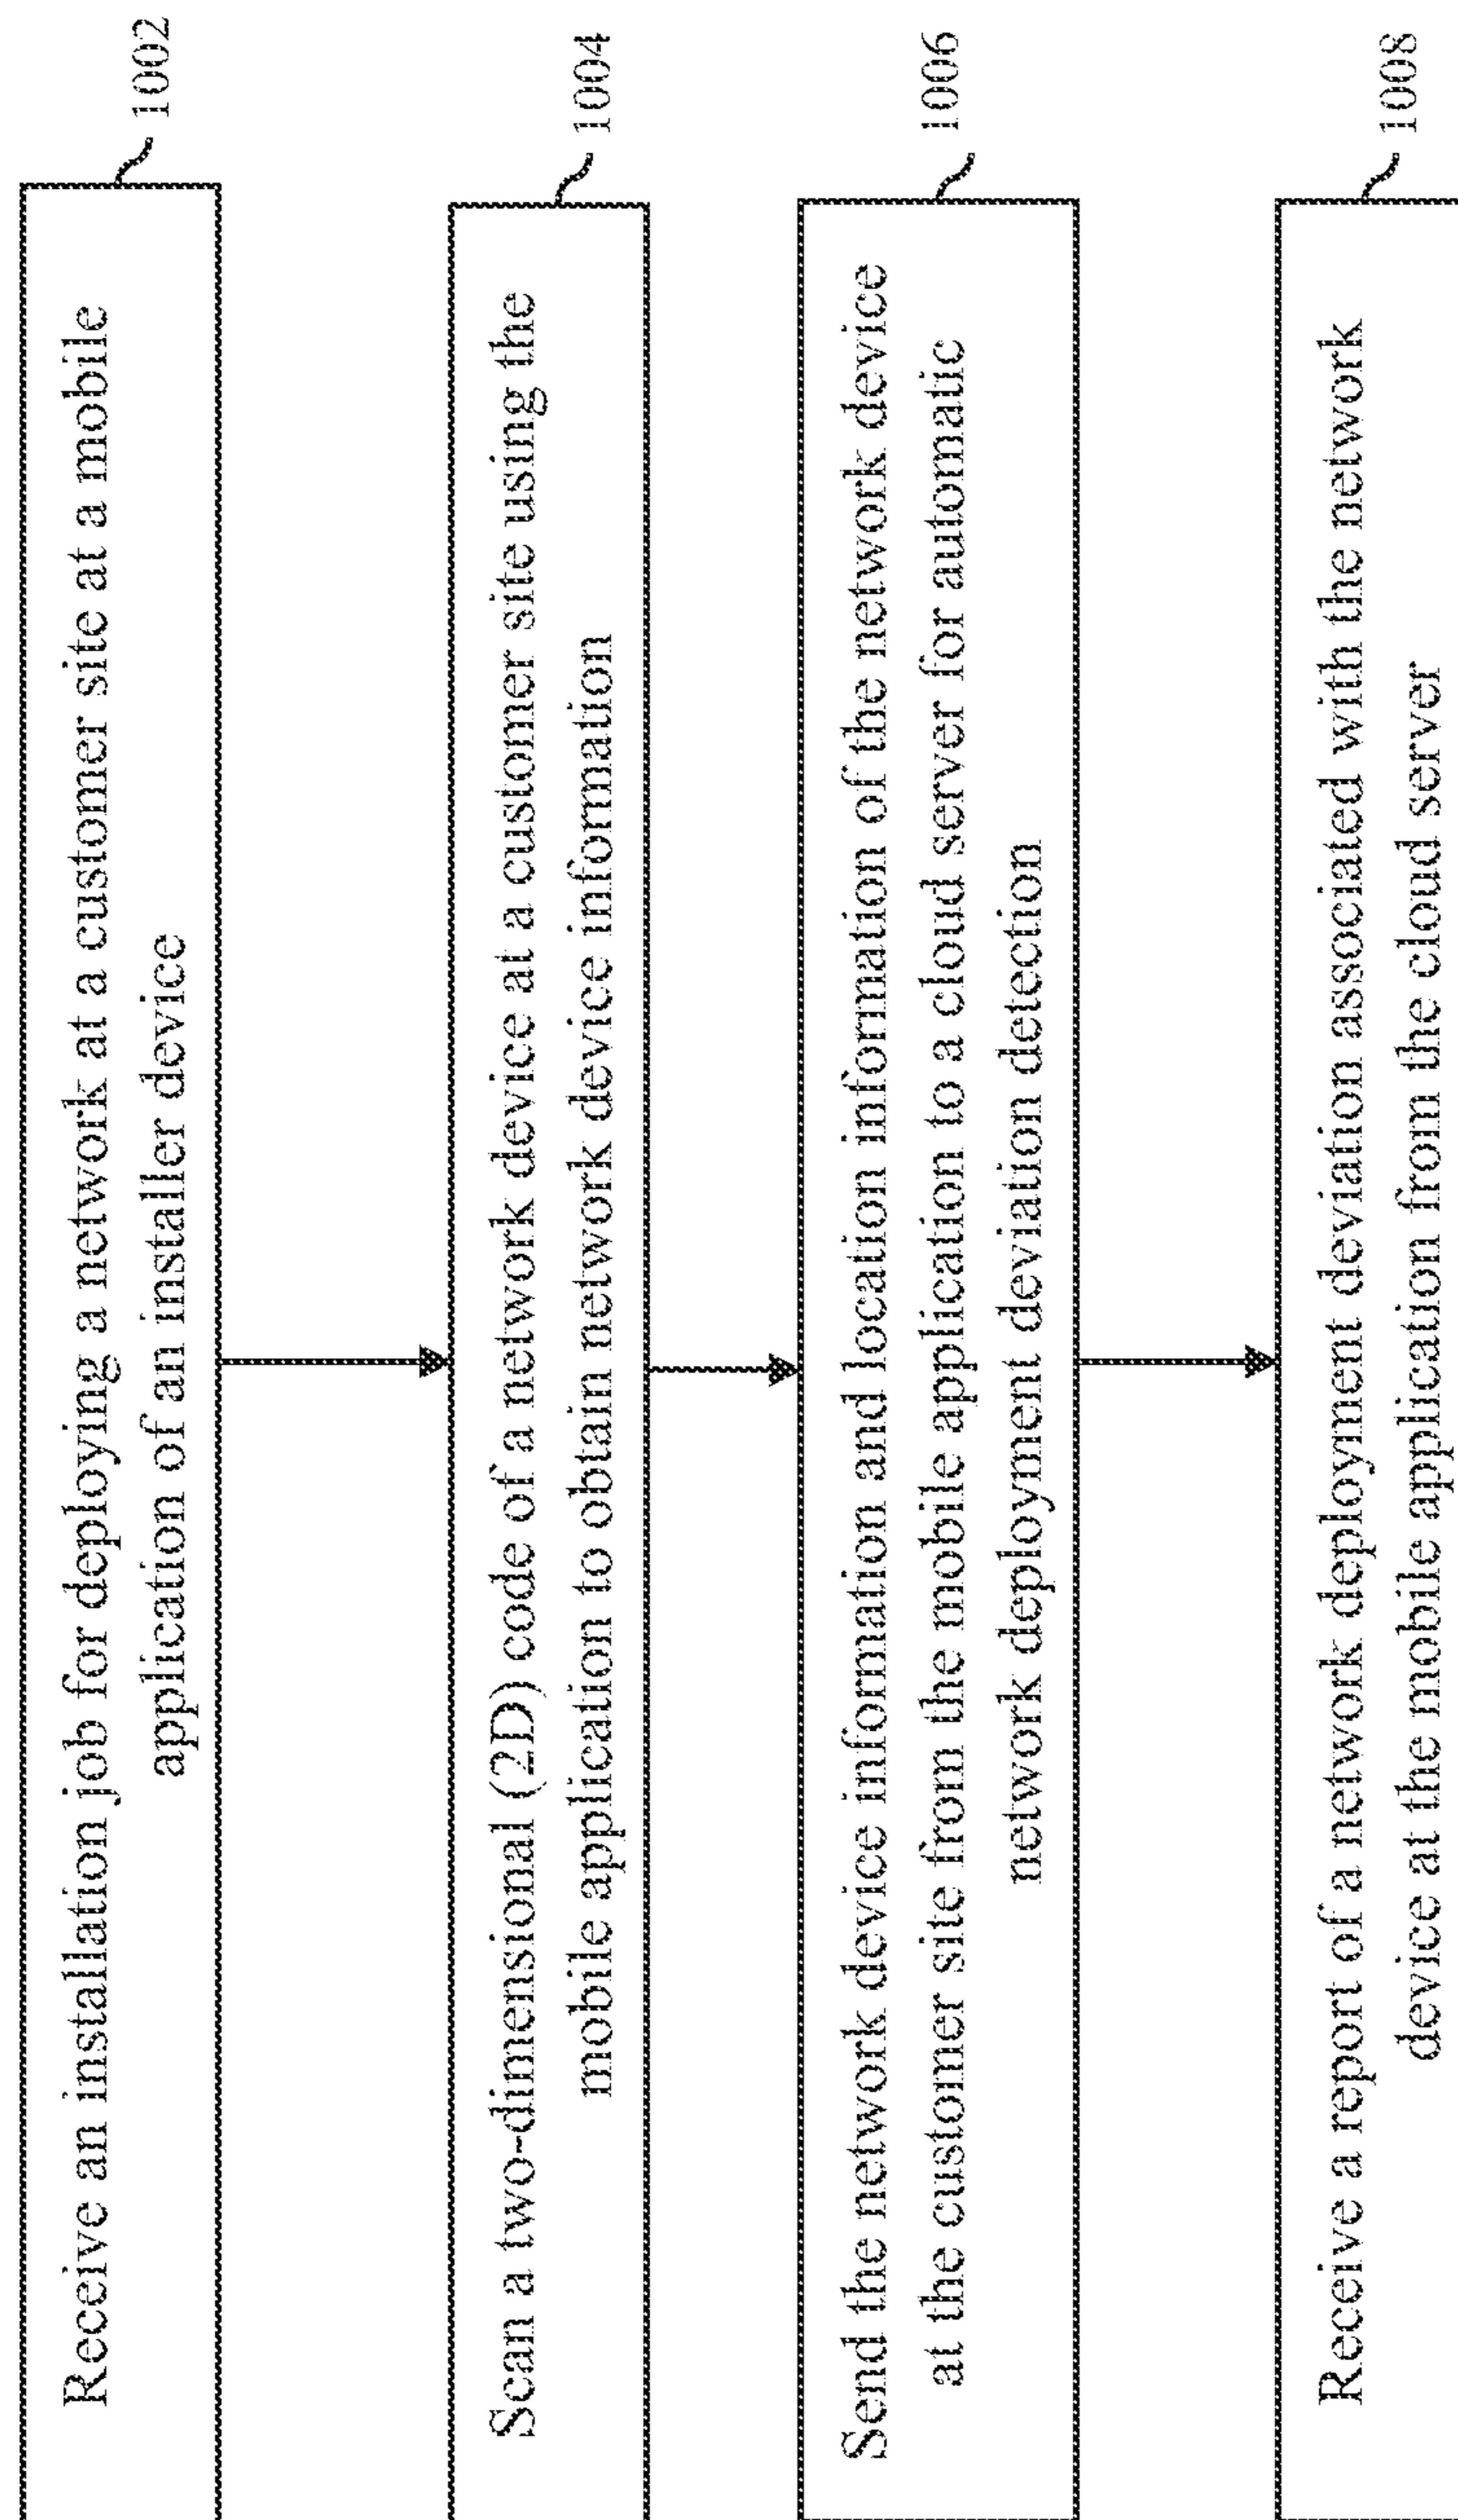 Receive an installation job for deploying a network at a customer site at a mobile
application of an installer device
1002
Scan a two-dimensional (2D) code of a network device at a customer site using the
mobile application to obtain network device information
1004
Send the network device information and location information of the network device
at the customer site from the mobile application to a cloud server for automatic
network deployment deviation detection
1006
Receive a report of a network deployment deviation associated with the network
device at the mobile application from the cloud server
1008